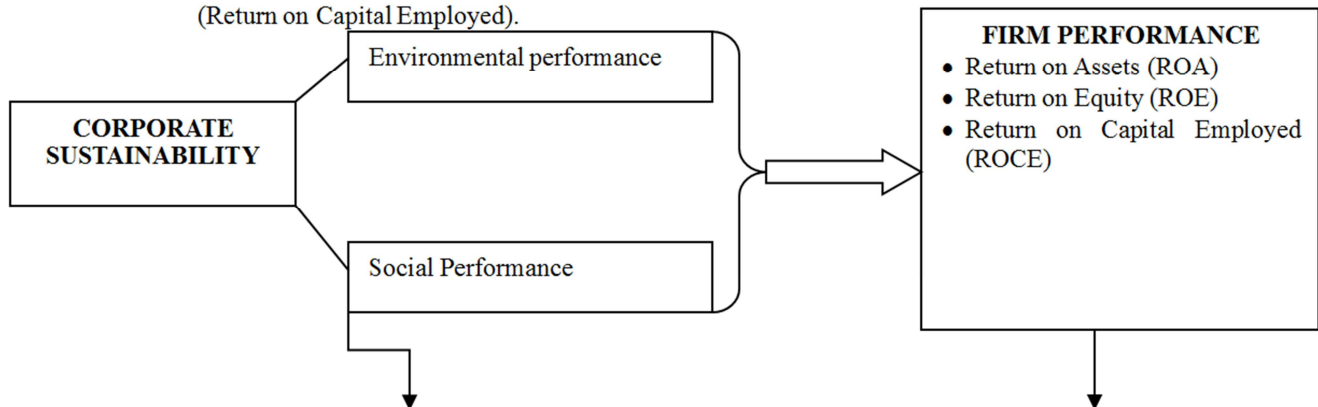 (Return on Capital Employed).
Environmental performance
CORPORATE
SUSTAINABILITY
Social Performance
FIRM PERFORMANCE
• Return on Assets (ROA)
• Return on Equity (ROE)
• Return on Capital Employed
(ROCE)